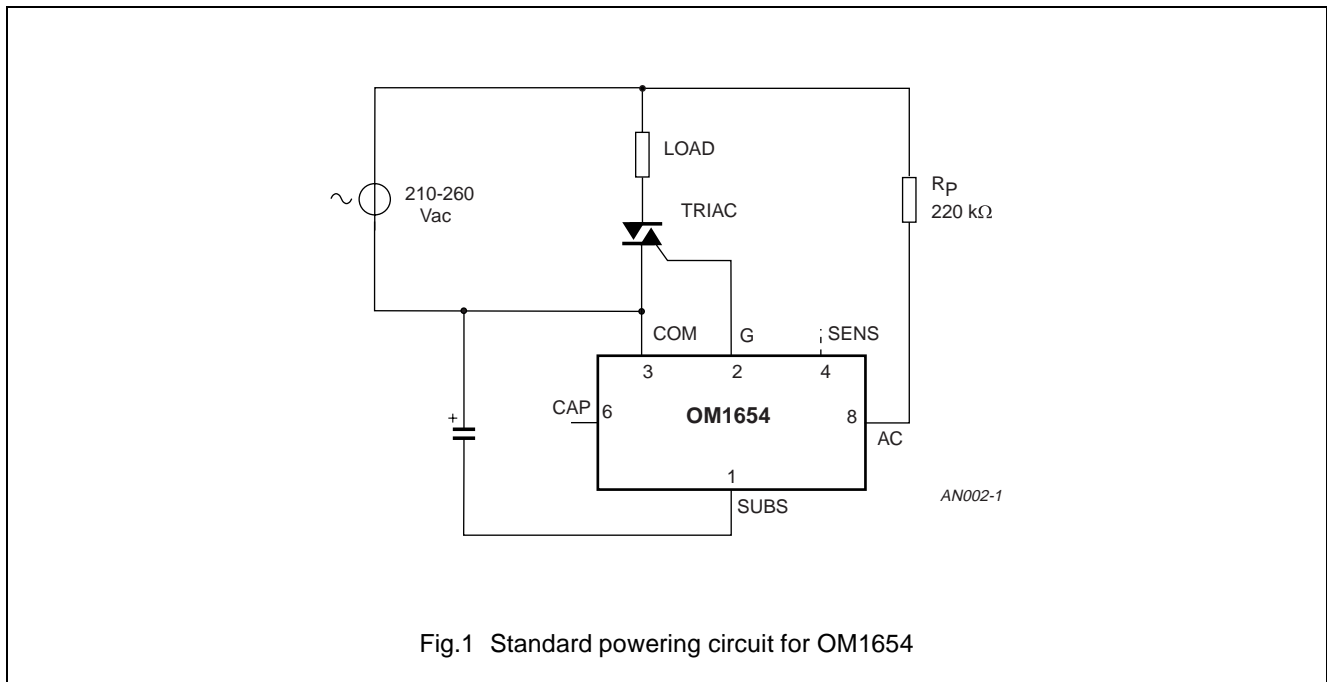 LOAD
210-260
Vac
TRIAC
RP
220 kΩ
COM
G
SENS
3
2
4
CAP
6
OM1654
8
AC
+
1
SUBS
AN002-1
Fig.1 Standard powering circuit for OM1654